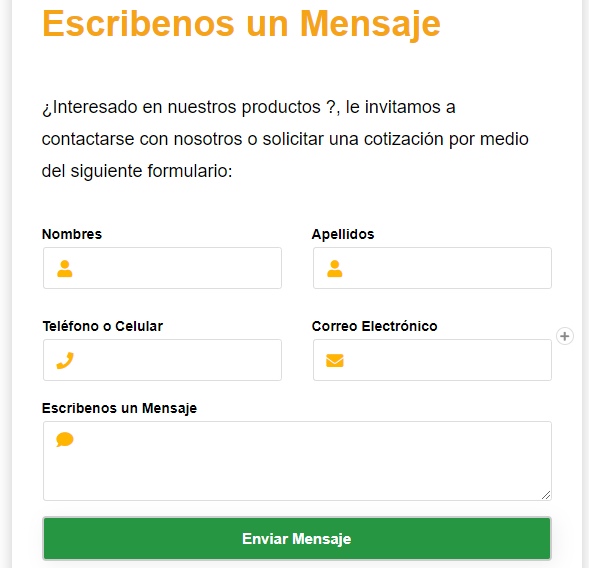 Escribenos un Mensaje
¿Interesado en nuestros productos ?, le invitamos a
contactarse con nosotros o solicitar una cotización por medio
del siguiente formulario:
Nombres
Apellidos
Teléfono o Celular
Correo Electrónico
Escribenos un Mensaje
Enviar Mensaje